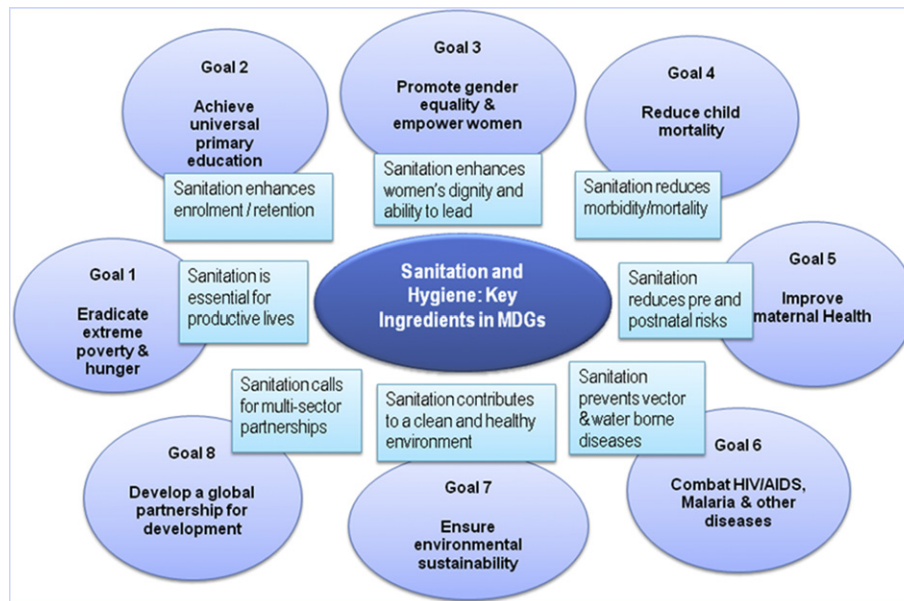 Goal 3
Promote gender
equality &
empower women
Sanitation enhances
women's dignity and
ability to lead
Goal 2
Achieve
universal
primary
education
Sanitation enhances
enrolment / retention
Goal 4
Reduce child
mortality
Sanitation reduces
morbidity/mortality
Goal 1
Eradicate
extreme
poverty &
hunger
Sanitation is
essential for
productive lives
Sanitation and
Hygiene: Key
Ingredients in MDGs
Sanitation
reduces pre and
postnatal risks
Goal 5
Improve
maternal Health
Sanitation calls
for multi-sector
partnerships
Goal 8
Develop a global
partnership for
development
Sanitation contributes
to a clean and healthy
environment
Goal 7
Ensure
environmental
sustainability
Sanitation
prevents vector
& water borne
diseases
Goal 6
Combat HIV/AIDS,
Malaria & other
diseases